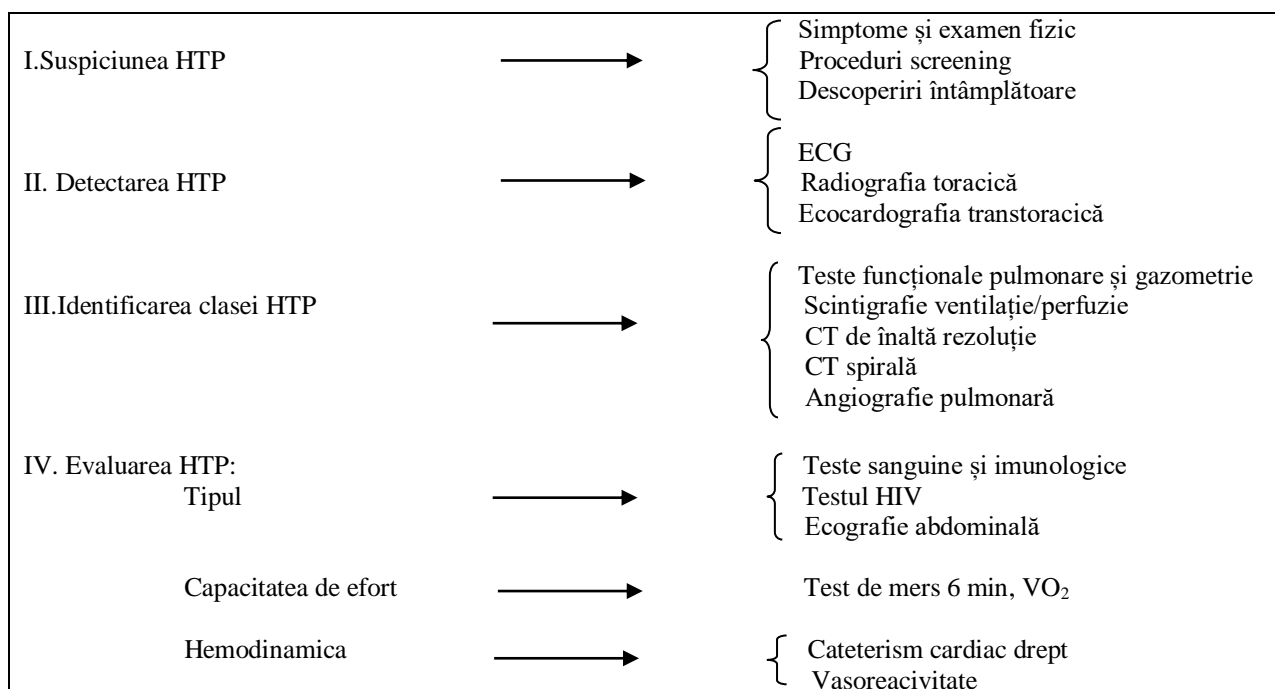 Simptome și examen fizic
I.Suspiciunea HTP
Proceduri screening
Descoperiri întâmplătoare
ECG
II. Detectarea HTP
Radiografia toracică
Ecocardografia transtoracică
Teste funcționale pulmonare și gazometrie
III.Identificarea clasei HTP
Scintigrafie ventilație/perfuzie
CT de înaltă rezoluție
CT spirală
Angiografie pulmonară
IV. Evaluarea HTP:
Teste sanguine și imunologice
Tipul
Testul HIV
Ecografie abdominală
Capacitatea de efort
Test de mers 6 min, VO₂
Hemodinamica
Cateterism cardiac drept
Vasoreacivitate